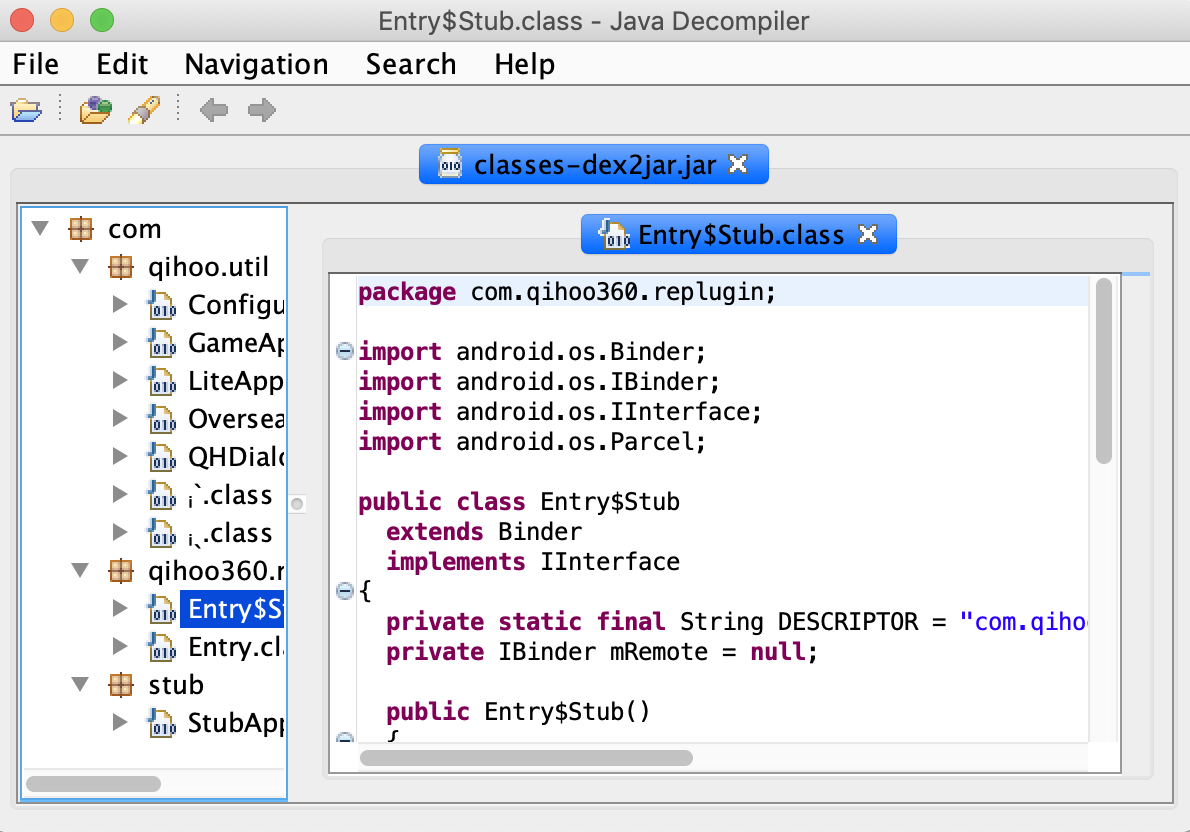 Entry$Stub.class - Java Decompiler
File Edit Navigation Search Help
classes-dex2jar.jar
com
qihoo.util
Configu
GameAp
LiteApp
Oversea
QHDial
.class
.class
qihoo360.r
Entry$S
Entry.cl
stub
StubApp
Entry$Stub.class
package com.qihoo360.replugin;
import android.os.Binder;
import android.os.IBinder;
import android.os.IInterface;
import android.os.Parcel;
public class Entry$Stub
extends Binder
implements IInterface
{
private static final String DESCRIPTOR = "com.qiho
private IBinder mRemote = null;
public Entry$Stub()
{